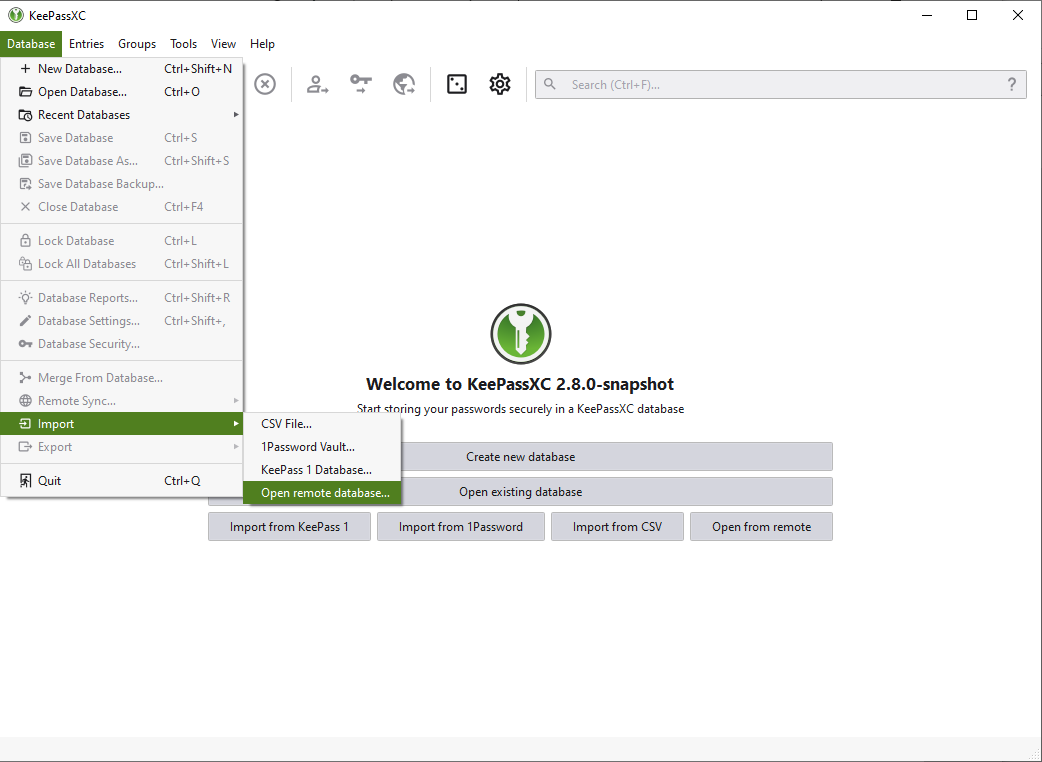 KeePassXC
Database Entries Groups Tools View Help
New Database... Ctrl+Shift+N
Open Database... Ctrl+O
Recent Databases
Save Database Ctrl+S
Save Database As... Ctrl+Shift+S
Save Database Backup...
Close Database Ctrl+F4
Lock Database Ctrl+L
Lock All Databases Ctrl+Shift+L
Database Reports... Ctrl+Shift+R
Database Settings... Ctrl+Shift+,
Database Security...
Merge From Database...
Remote Sync...
Import
Export
Quit Ctrl+Q
CSV File...
1Password Vault...
KeePass 1 Database...
Open remote database...
Search (Ctrl+F)... ?
Welcome to KeePassXC 2.8.0-snapshot
Start storing your passwords securely in a KeePassXC database
Create new database
Open existing database
Import from KeePass 1 Import from 1Password Import from CSV Open from remote